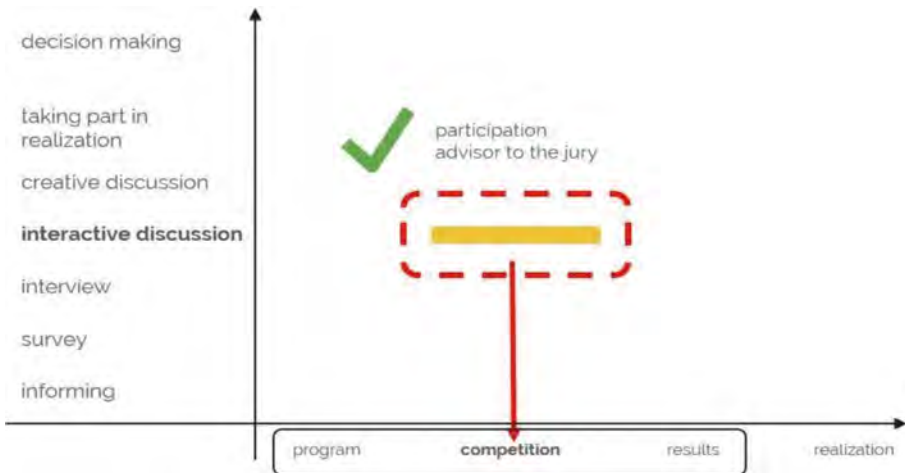 decision making
taking part in
realization
participation
advisor to the jury
creative discussion
interactive discussion
interview
survey
informing
program competition results realization